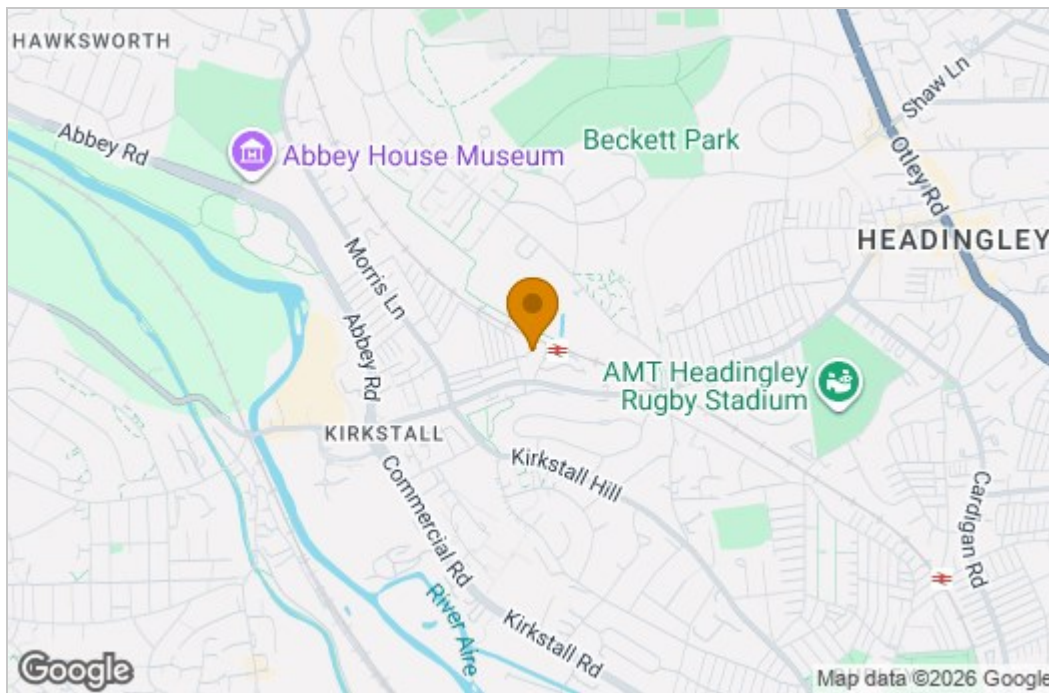 HAWKSWORTH
Shaw Ln
Abbey Rd
Abbey House Museum
Beckett Park
Otley Rd
HEADINGLEY
Morris Ln
Abbey Rd
AMT Headingley
Rugby Stadium
KIRKSTALL
Kirkstall Hill
Cardigan Rd
Commercial Rd
River Aire
Kirkstall Rd
Google
Map data ©2026 Google